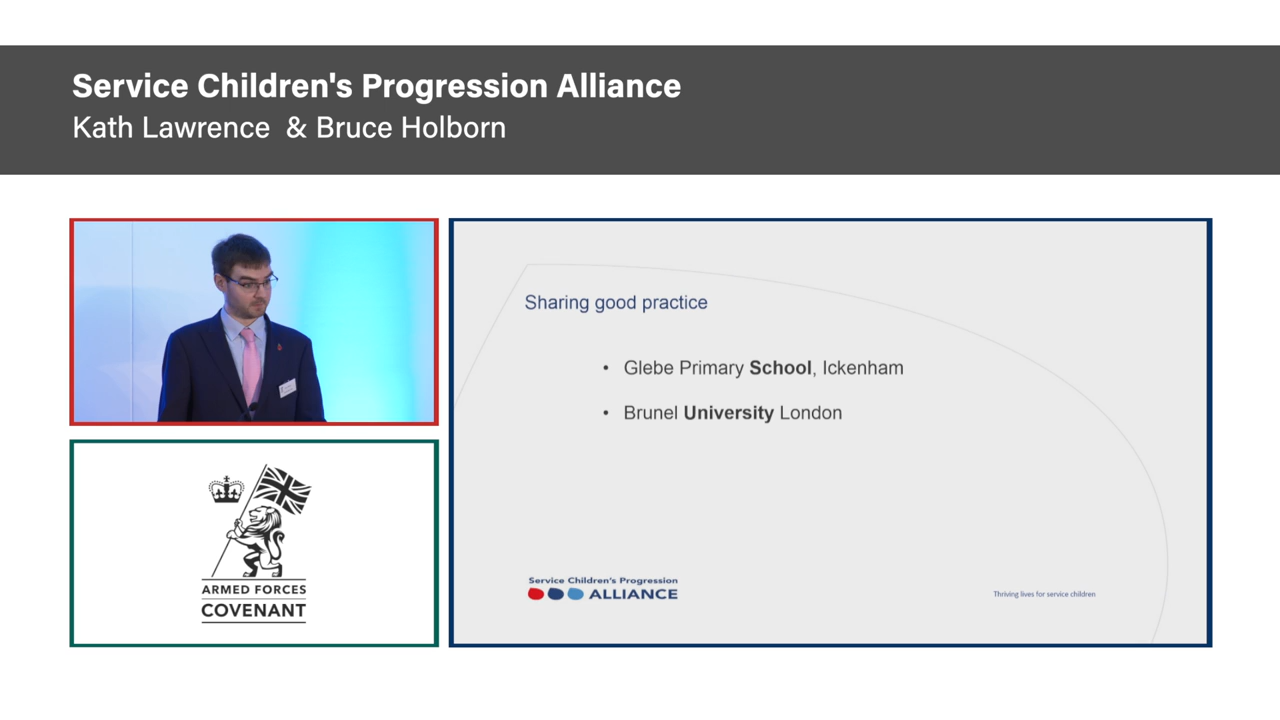 Service Children's Progression Alliance
Kath Lawrence & Bruce Holborn
Sharing good practice
• Glebe Primary School, Ickenham
• Brunel University London
ARMED FORCES
COVENANT
Service Children's Progression
ALLIANCE
Thriving lives for service children